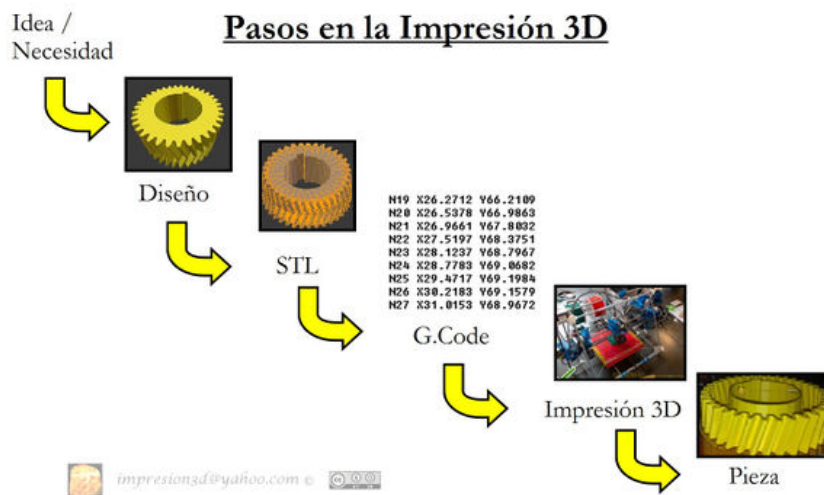 Pasos en la Impresión 3D
Idea /
Necesidad
Diseño
STL
N19 X26.2712 Y66.2109
N20 X26.5378 Y66.9863
N21 X26.9661 Y67.8032
N22 X27.5197 Y68.3751
N23 X28.1237 Y68.7967
N24 X28.7783 Y69.0682
N25 X29.4717 Y69.1984
N26 X30.2183 Y69.1579
N27 X31.0153 Y68.9672
G.Code
Impresión 3D
Pieza
impresion3d@yahoo.com ©
cc